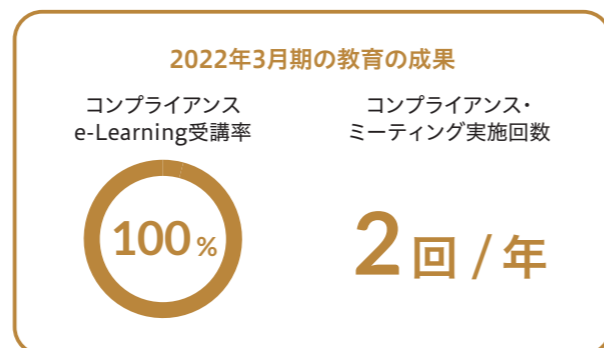 2022年3月期の教育の成果
コンプライアンス
e-Learning受講率
100%
コンプライアンス・
ミーティング実施回数
2回/年